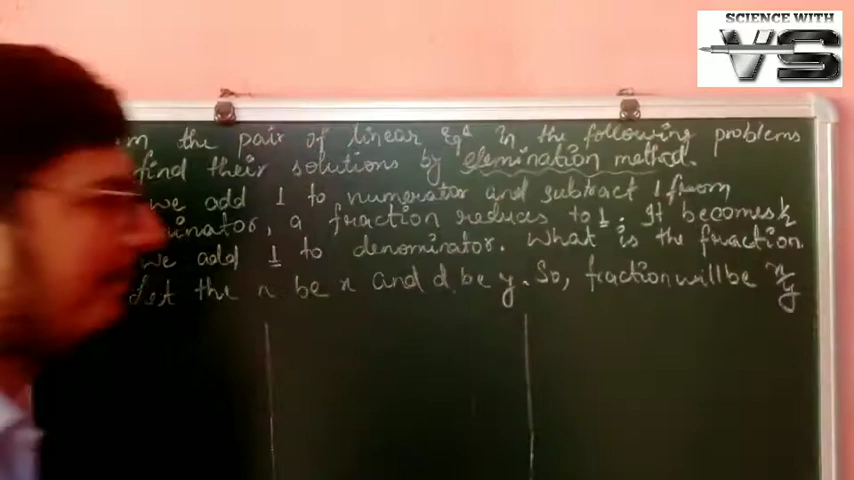 SCIENCE WITH
VS
m the pair of linear Eqⁿ in the following problems
find their solutions by elemination method.
we add 1 to numerator and subtract 1 from
inator, a fraction reduces to 1. It becomes ½
we add 1 to denominator. What is the fraction
Let the n be x and d be y. So, fraction will be x/y